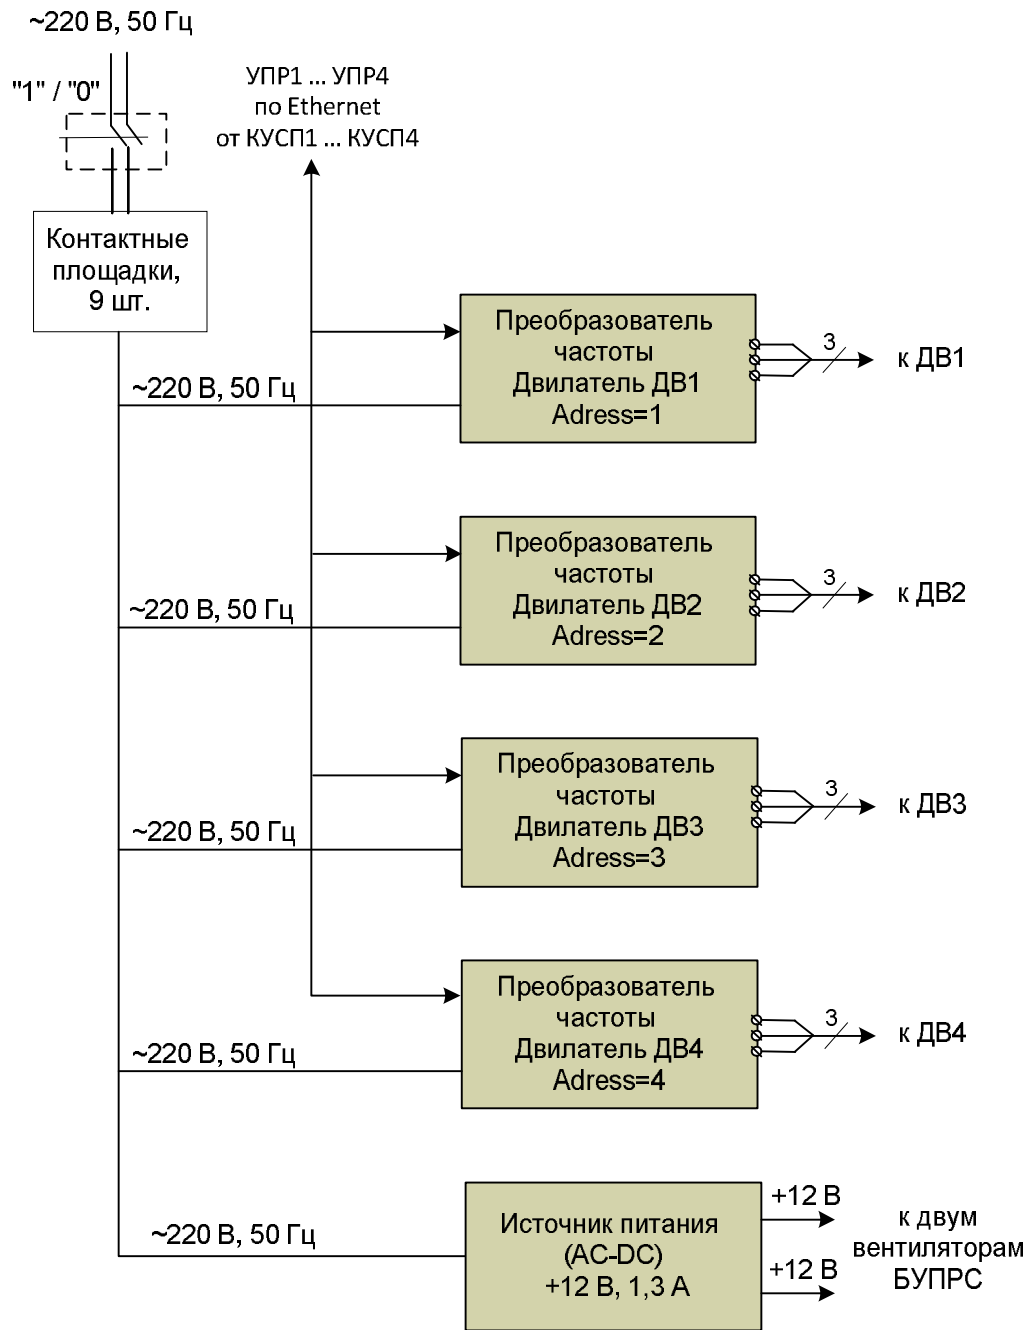 ~220 В, 50 Гц
"1" / "0"
УПР1 ... УПР4
по Ethernet
от КУСП1 ... КУСП4
Контактные
площадки,
9 шт.
Преобразователь
частоты
Двилатель ДВ1
Adress=1
3
к ДВ1
~220 В, 50 Гц
Преобразователь
частоты
Двилатель ДВ2
Adress=2
3
к ДВ2
~220 В, 50 Гц
Преобразователь
частоты
Двилатель ДВ3
Adress=3
3
к ДВ3
~220 В, 50 Гц
Преобразователь
частоты
Двилатель ДВ4
Adress=4
3
к ДВ4
~220 В, 50 Гц
~220 В, 50 Гц
Источник питания
(AC-DC)
+12 В, 1,3 А
+12 В
+12 В
к двум
вентиляторам
БУПРС